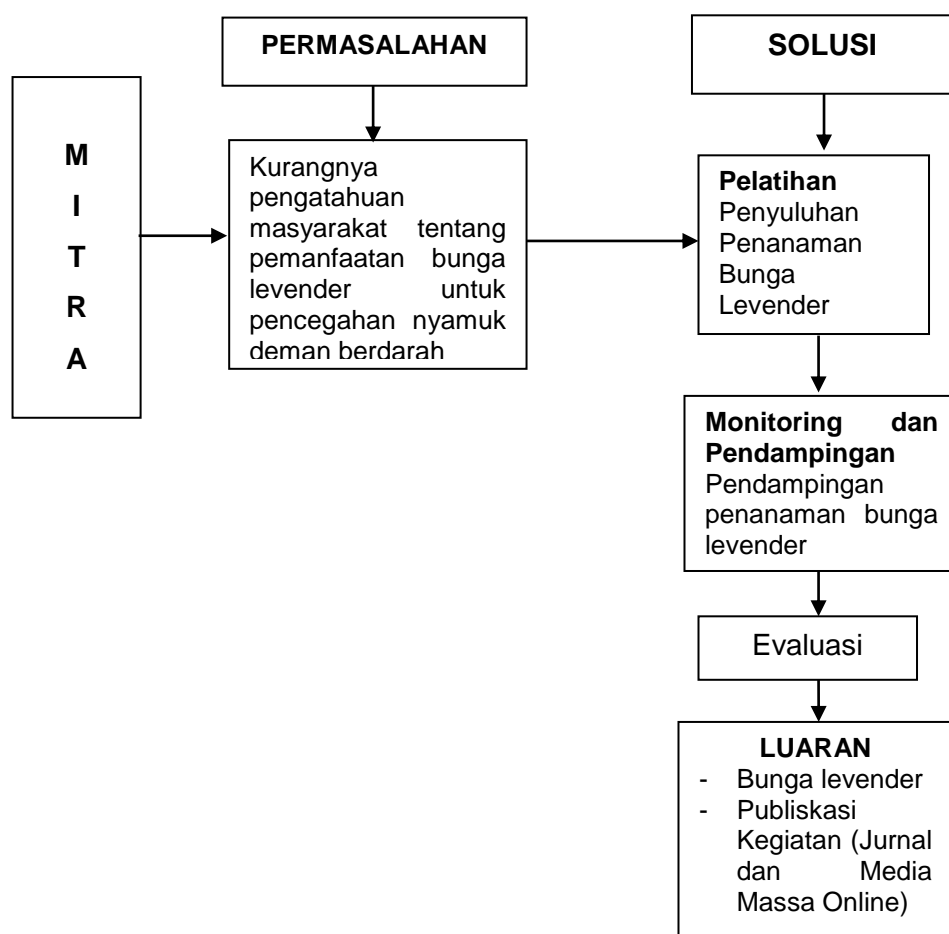 PERMASALAHAN
SOLUSI
M
I
T
R
A
Kurangnya
pengatahuan
masyarakat tentang
pemanfaatan bunga
levender untuk
pencegahan nyamuk
deman berdarah
Pelatihan
Penyuluhan
Penanaman
Bunga
Levender
Monitoring dan
Pendampingan
Pendampingan
penanaman bunga
levender
Evaluasi
LUARAN
- Bunga levender
- Publiskasi
Kegiatan (Jurnal
dan Media
Massa Online)